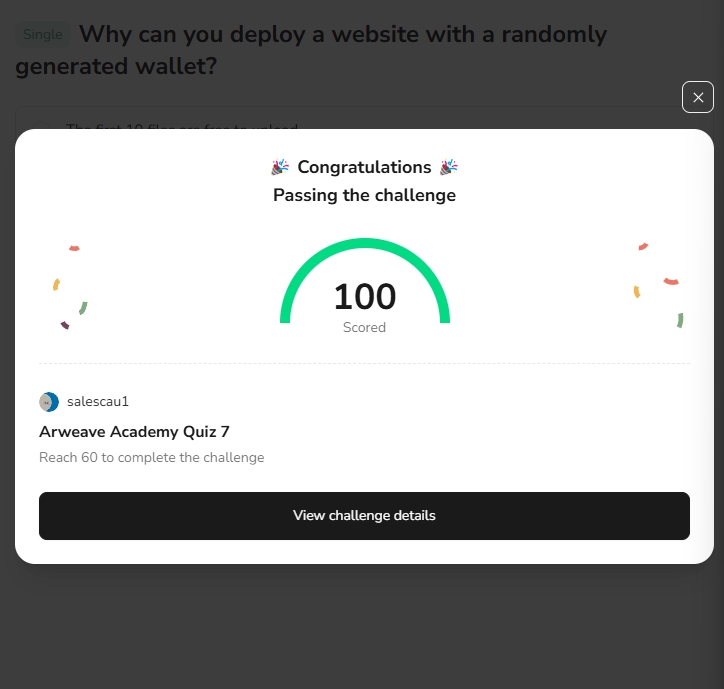 Single Why can you deploy a website with a randomly
generated wallet?
The first 10 files are free to upload
Congratulations
Passing the challenge
100
Scored
salescau1
Arweave Academy Quiz 7
Reach 60 to complete the challenge
View challenge details